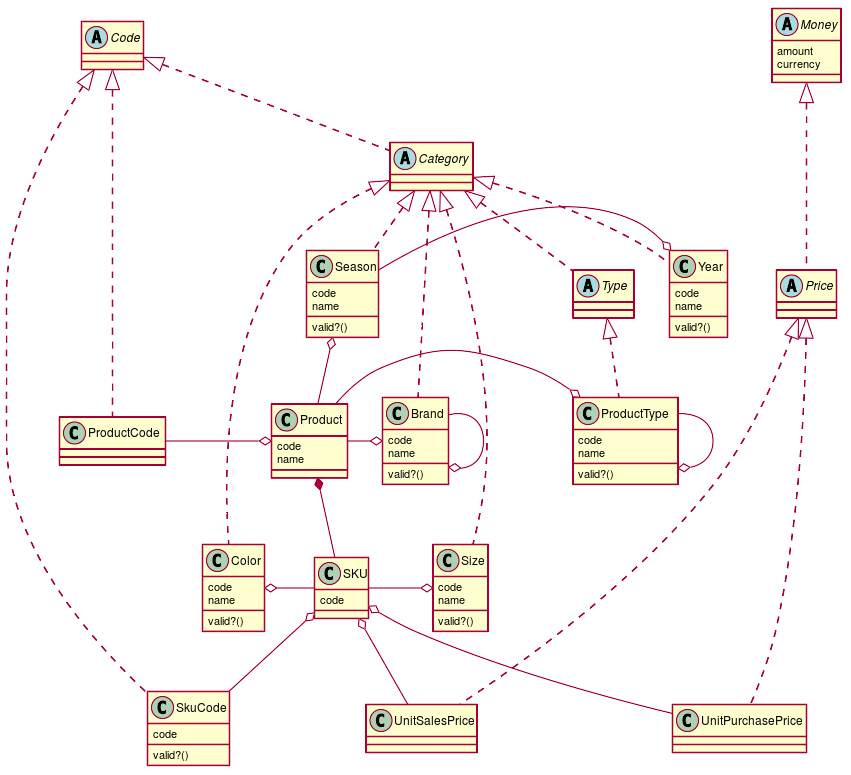 A Code
A Money
amount
currency
A Category
C Season
code
name
valid?()
A Type
C Year
code
name
valid?()
A Price
C ProductCode
C Product
code
name
C Brand
code
name
valid?()
C ProductType
code
name
valid?()
C Color
code
name
valid?()
C SKU
code
C Size
code
name
valid?()
C SkuCode
code
valid?()
C UnitSalesPrice
C UnitPurchasePrice